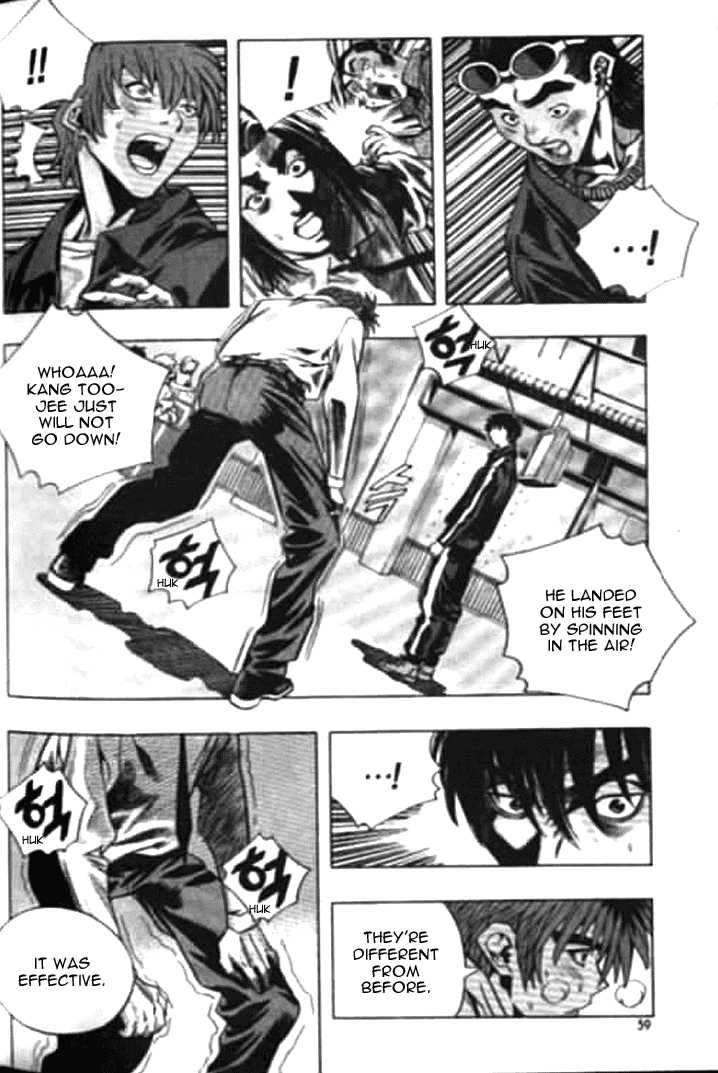 !!
!
...!
WHOAAA!
KANG TOO-
JEE JUST
WILL NOT
GO DOWN!
헉
HUK
헉
HUK
HE LANDED
ON HIS FEET
BY SPINNING
IN THE AIR!
헉
HUK
헉
HUK
IT WAS
EFFECTIVE.
...!
THEY'RE
DIFFERENT
FROM
BEFORE.
59